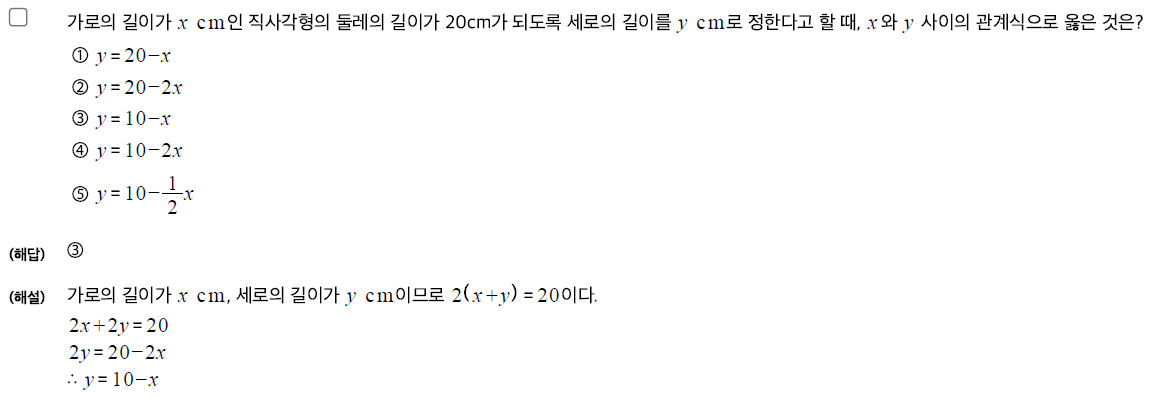 가로의 길이가 x cm인 직사각형의 둘레의 길이가 20cm가 되도록 세로의 길이를 y cm로 정한다고 할 때, x와 y 사이의 관계식으로 옳은 것은?
① y=20−x
② y=20−2x
③ y=10−x
④ y=10−2x
⑤ y=10−1/2x
(해답) ③
(해설) 가로의 길이가 x cm, 세로의 길이가 y cm이므로 2(x+y)=20이다.
2x+2y=20
2y=20−2x
∴ y=10−x